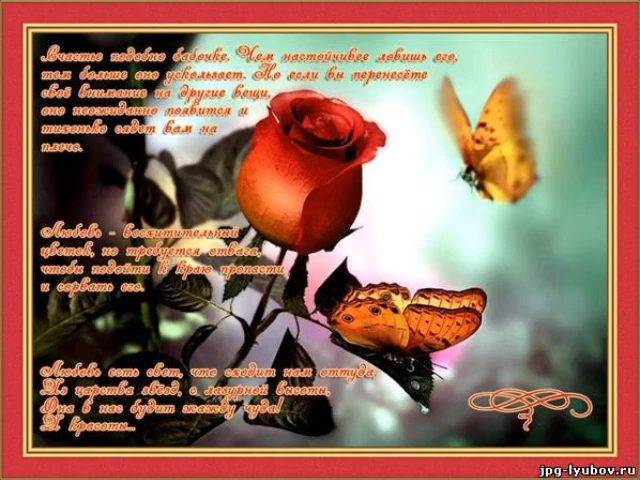 Счастье подобно бабочке. Чем настойчивее ловишь его,
тем больше оно ускользает. Но если вы перенесёте
своё внимание на другие вещи,
оно неожиданно появится и
тихонько сядет вам на
плечо.
Любовь - восхитительный
цветок, но требуется отвага,
чтобы подойти к краю пропасти
и сорвать его.
Любовь есть свет, что сходит к нам оттуда,
Из царства звёзд, с лазурной высоты,
Она в нас будит жажду чуда
И красоты...
jpg-lyubov.ru